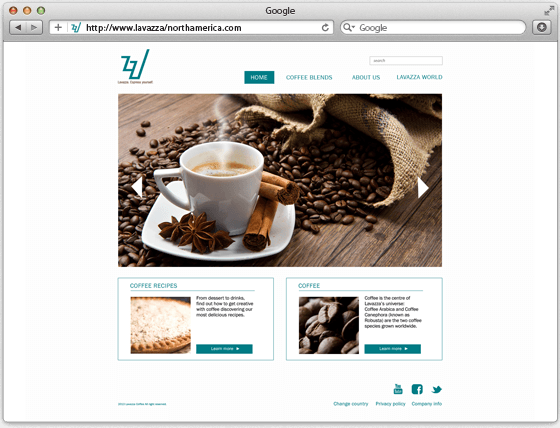 Google
http://www.lavazza/northamerica.com
Google
Lavazza. Express yourself.
search
HOME
COFFEE BLENDS
ABOUT US
LAVAZZA WORLD
COFFEE RECIPES
From dessert to drinks,
find out how to get creative
with coffee discovering our
most delicious recipes.
Learn more
COFFEE
Coffee is the centre of
Lavazza's universe:
Coffee Arabica and Coffee
Canephora (known as
Robusta) are the two coffee
species grown worldwide.
Learn more
You Tube
Change country
Privacy policy
Company info